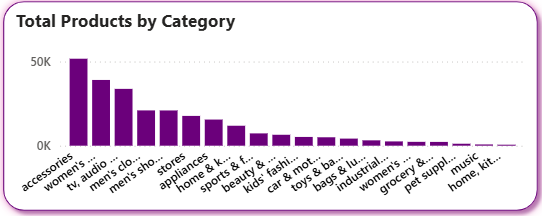 Total Products by Category
50K
0K
accessories
women's ...
tv, audio ...
men's clo...
men's sho...
stores
appliances
home & k...
sports & f...
beauty & ...
kids' fashi...
car & mot...
toys & ba...
bags & lu...
industrial...
women's ...
grocery &...
pet suppl...
music
home, kit...